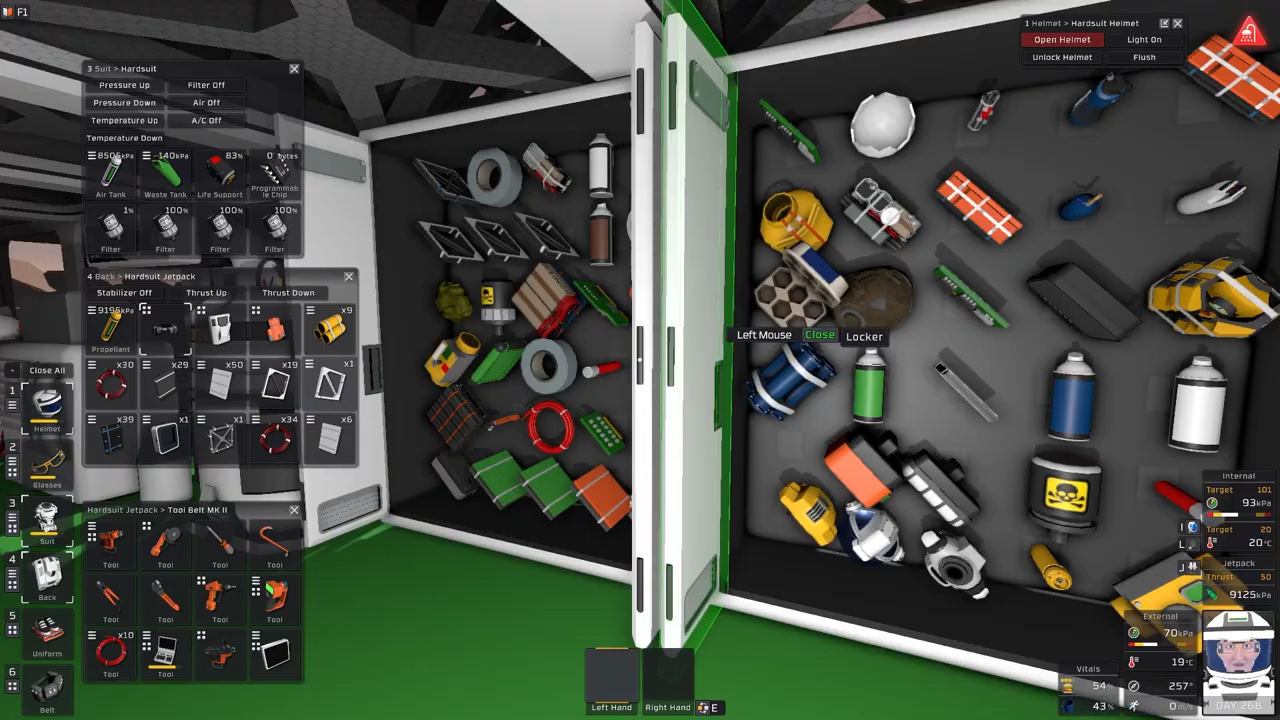 F1
3 Suit > Hardsuit
Pressure Up
Filter Off
Pressure Down
Air Off
Temperature Up
A/C Off
Temperature Down
8505kPa
-140kPa
83%
0 bytes
Air Tank
Waste Tank
Life Support
Programmable Chip
1%
100%
100%
100%
Filter
Filter
Filter
Filter
4 Back > Hardsuit Jetpack
Stabilizer Off
Thrust Up
Thrust Down
9195kPa
x9
Propellant
x30
x29
x50
x19
x1
x39
x1
x1
x34
x6
Close All
1
Helmet
2
Glasses
3
Suit
4
Back
5
Uniform
6
Belt
Hardsuit Jetpack > Tool Belt MK II
Tool
Tool
Tool
Tool
Tool
Tool
Tool
Tool
x10
Tool
Tool
Left Mouse
Close
Locker
Left Hand
Right Hand
E
1 Helmet > Hardsuit Helmet
Open Helmet
Light On
Unlock Helmet
Flush
Internal
Target 101
93kPa
Target 20
20°C
Jetpack
Thrust 50
9125kPa
External
70kPa
19°C
257°
0m/s
Vitals
54%
43%
DAY 268